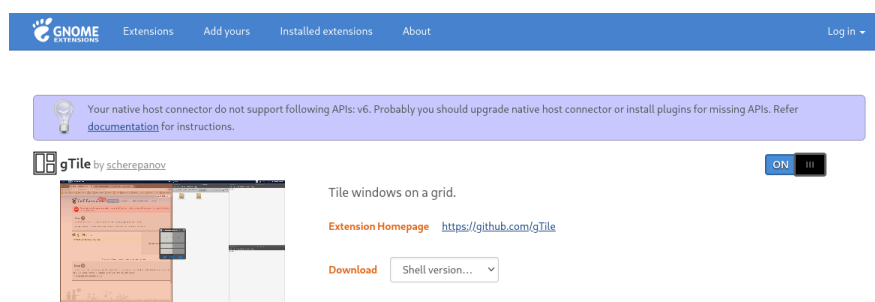 GNOME
EXTENSIONS
Extensions Add yours Installed extensions About Log in
Your native host connector do not support following APIs: v6. Probably you should upgrade native host connector or install plugins for missing APIs. Refer
documentation for instructions.
gTile by scherepanov
ON
Tile windows on a grid.
Extension Homepage https://github.com/gTile
Download Shell version...